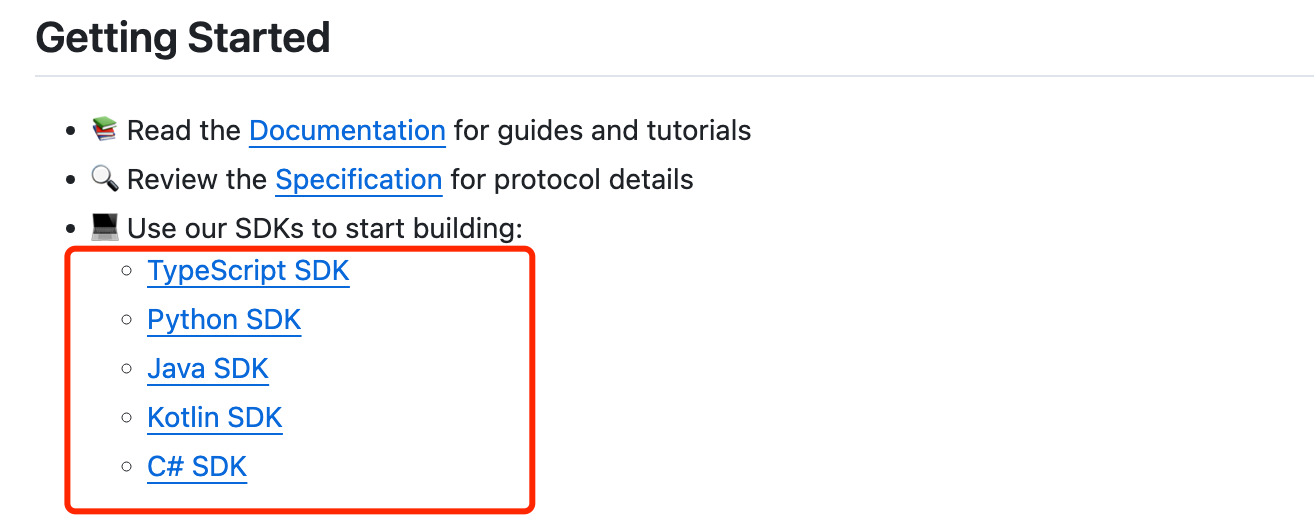 Getting Started
📚 Read the Documentation for guides and tutorials
🔍 Review the Specification for protocol details
💻 Use our SDKs to start building:
TypeScript SDK
Python SDK
Java SDK
Kotlin SDK
C# SDK